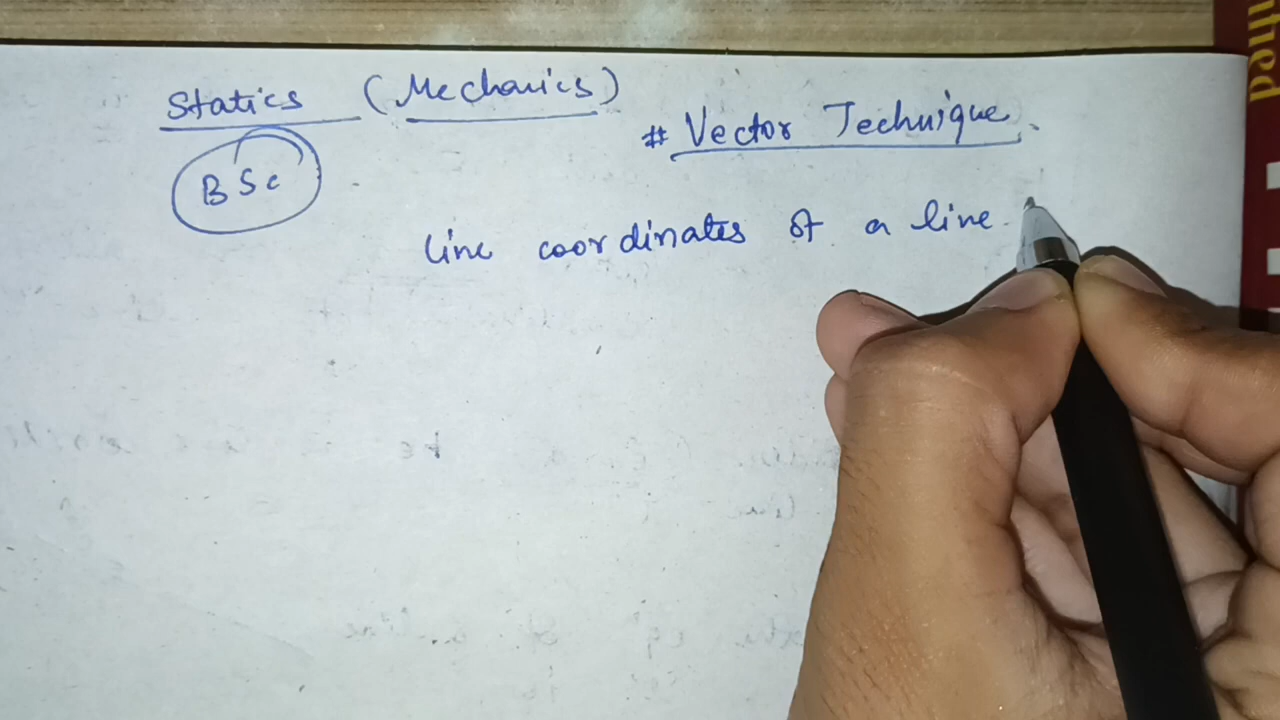 Statics (Mechanics)
# Vector Technique.
BSc
line coordinates of a line